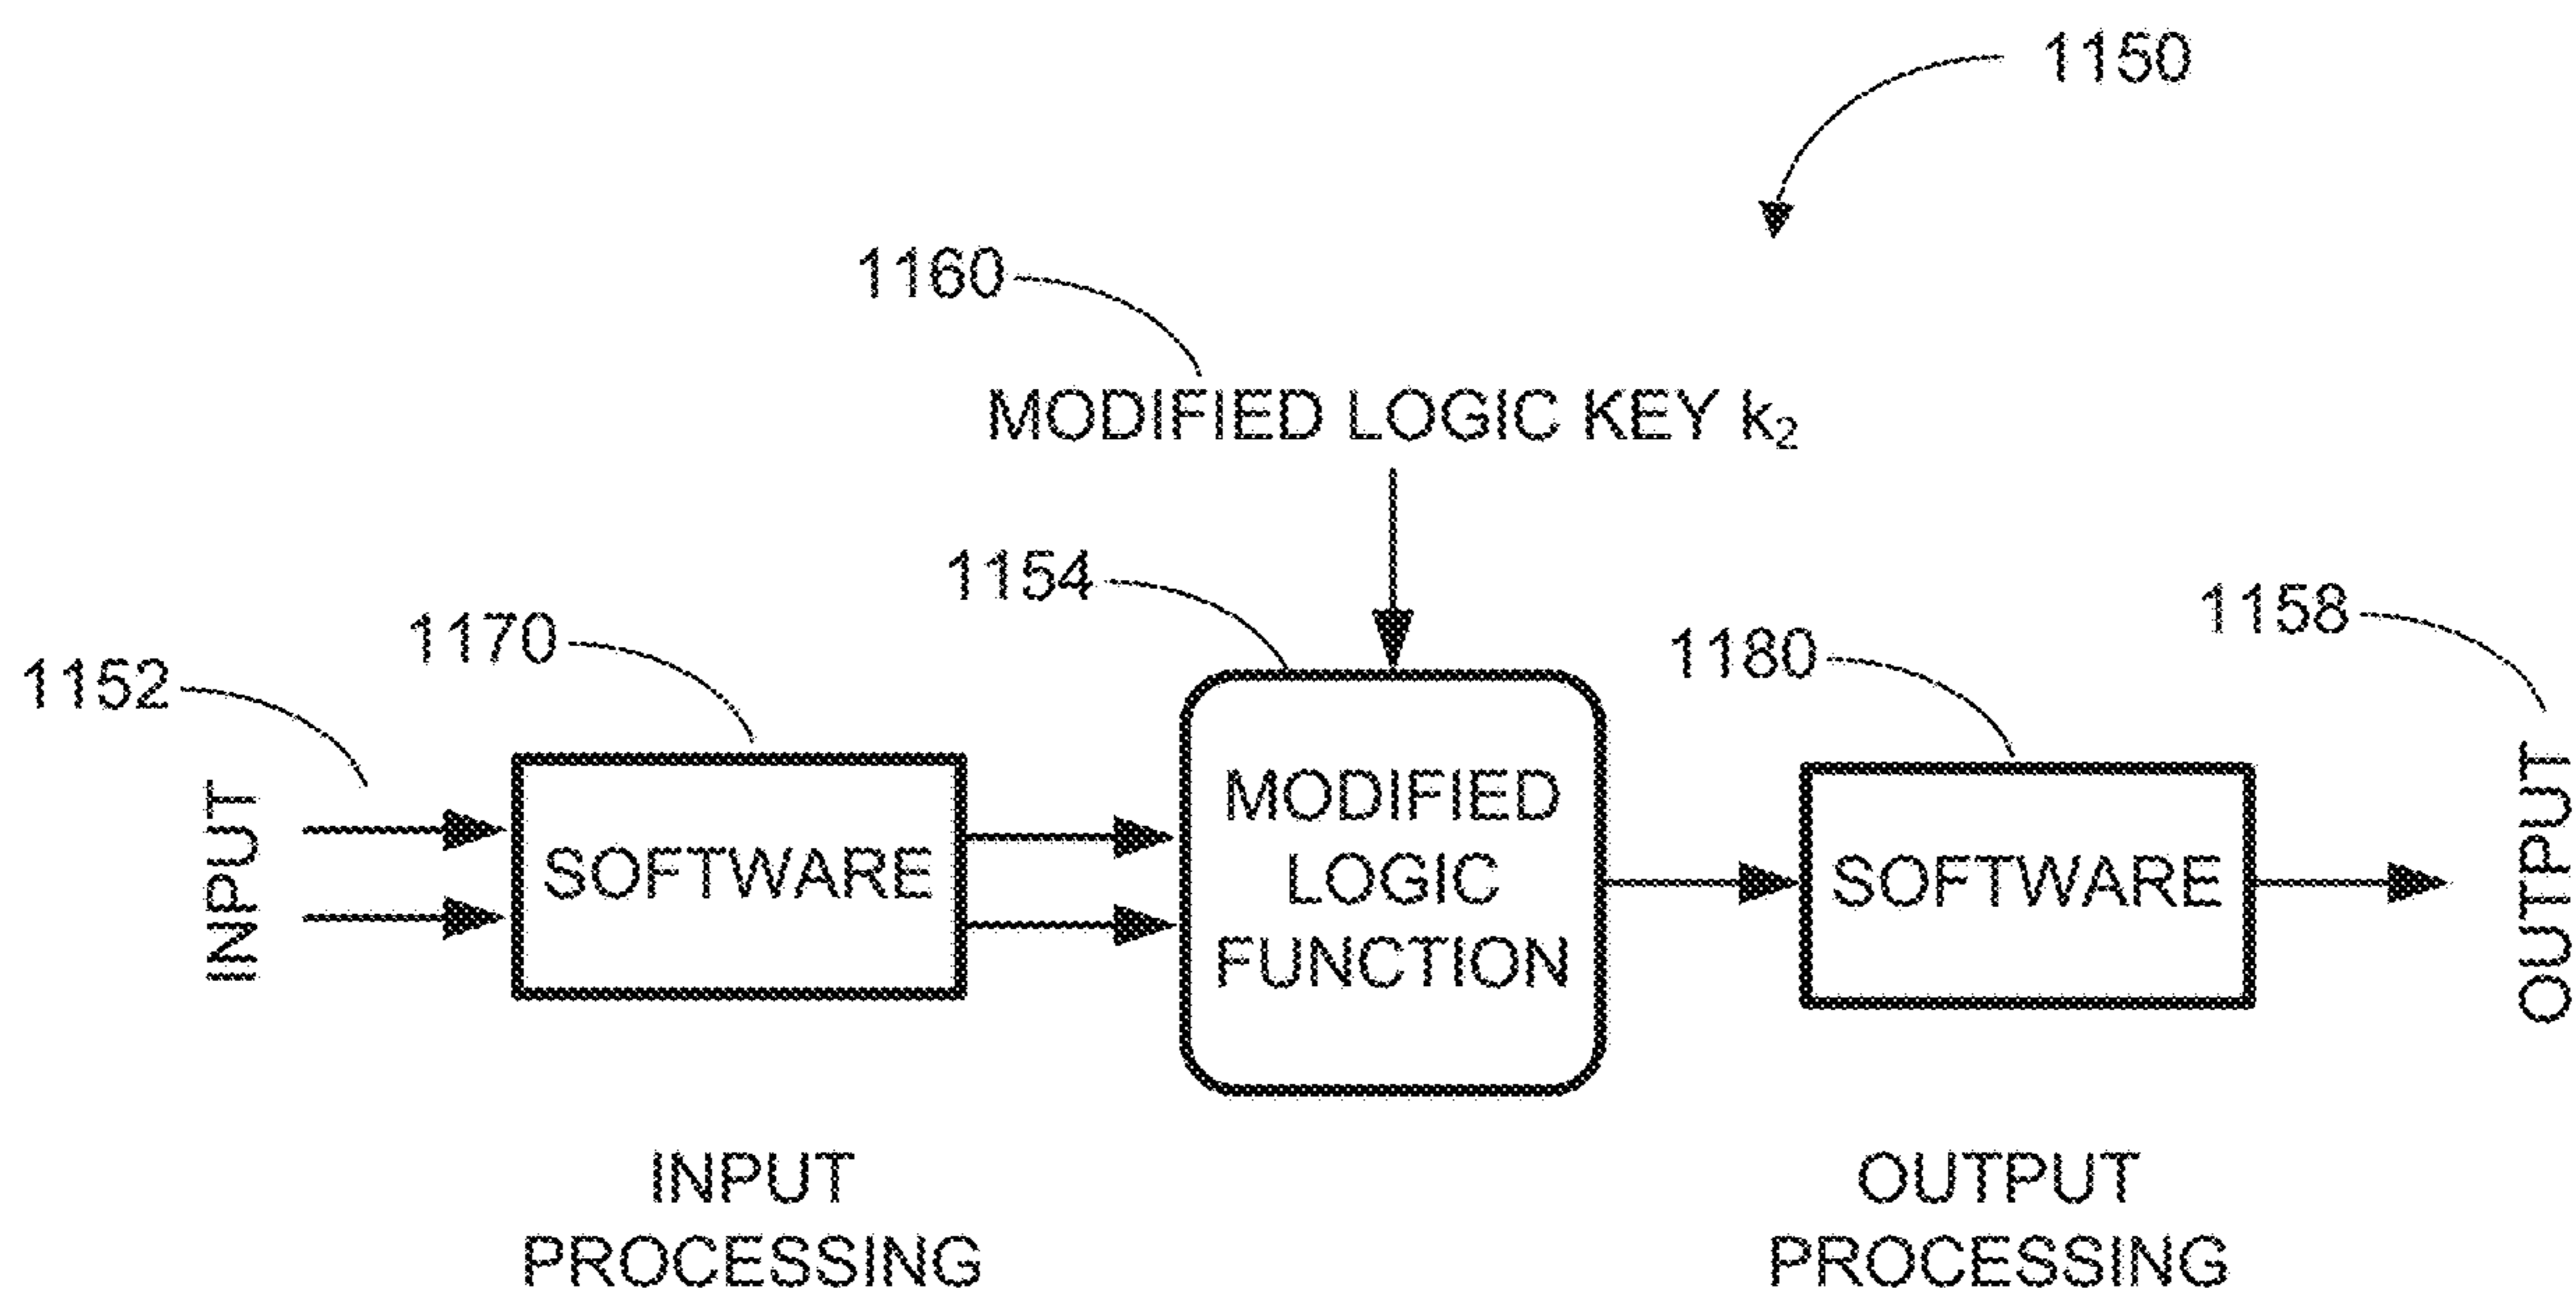 1150
1160
MODIFIED LOGIC KEY k₂
1154
1158
1170
1180
1152
INPUT
SOFTWARE
MODIFIED
LOGIC
FUNCTION
SOFTWARE
OUTPUT
INPUT
PROCESSING
OUTPUT
PROCESSING